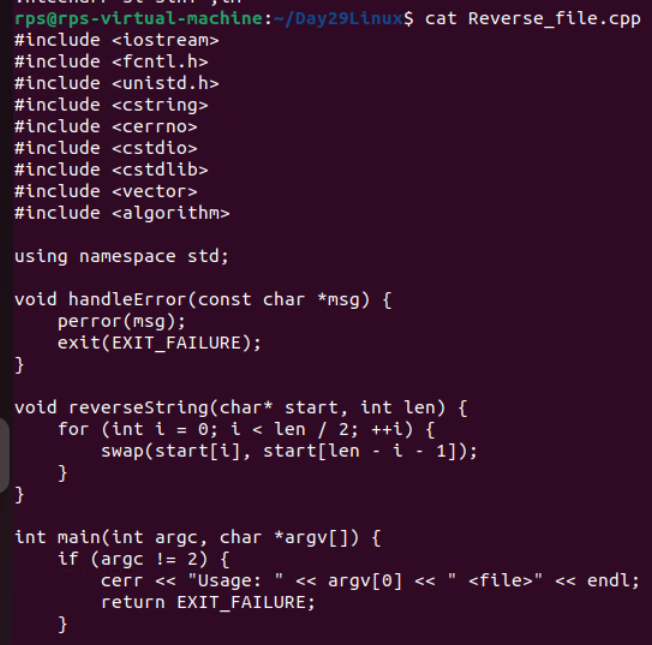 rps@rps-virtual-machine:~/Day29Linux$ cat Reverse_file.cpp
#include <iostream>
#include <fcntl.h>
#include <unistd.h>
#include <cstring>
#include <cerrno>
#include <cstdio>
#include <cstdlib>
#include <vector>
#include <algorithm>

using namespace std;

void handleError(const char *msg) {
    perror(msg);
    exit(EXIT_FAILURE);
}

void reverseString(char* start, int len) {
    for (int i = 0; i < len / 2; ++i) {
        swap(start[i], start[len - i - 1]);
    }
}

int main(int argc, char *argv[]) {
    if (argc != 2) {
        cerr << "Usage: " << argv[0] << " <file>" << endl;
        return EXIT_FAILURE;
    }